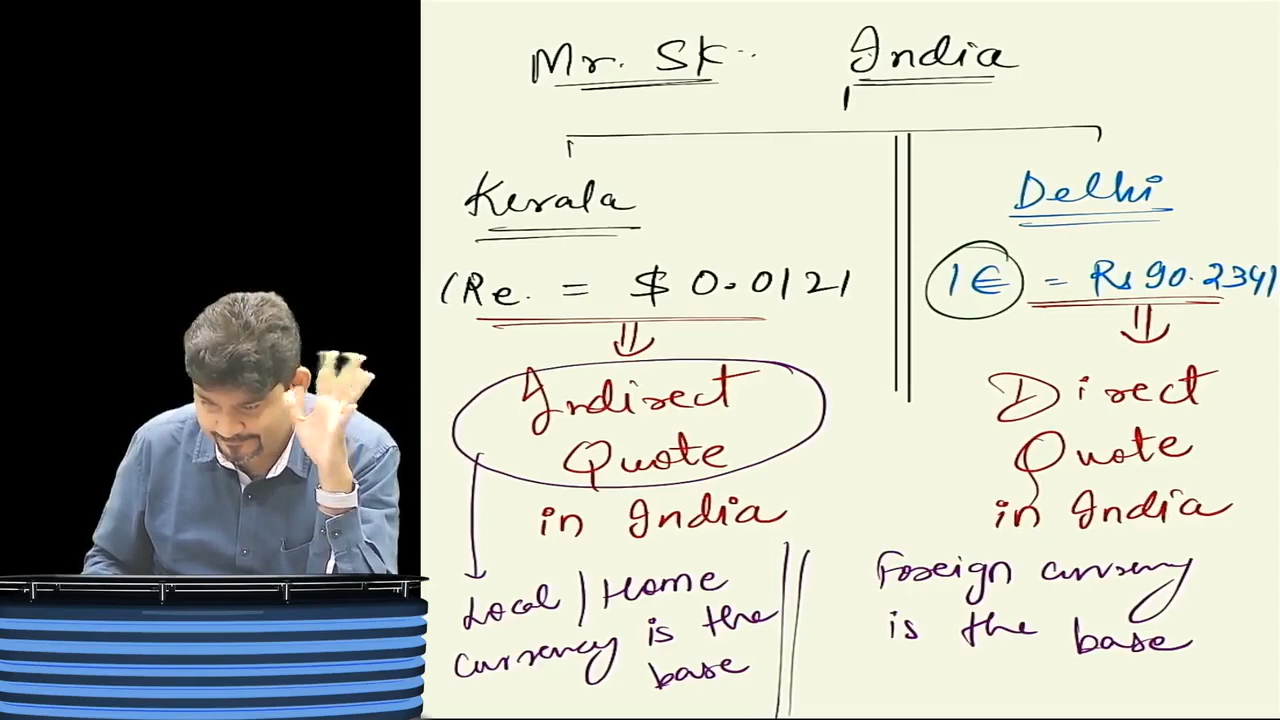 Mr. SK.. India
Kerala
1 Re. = $ 0.0121
Indirect
Quote
in India
Local / Home
currency is the
base
Delhi
1 € = Rs 90.2341
Direct
Quote
in India
Foreign currency
is the base